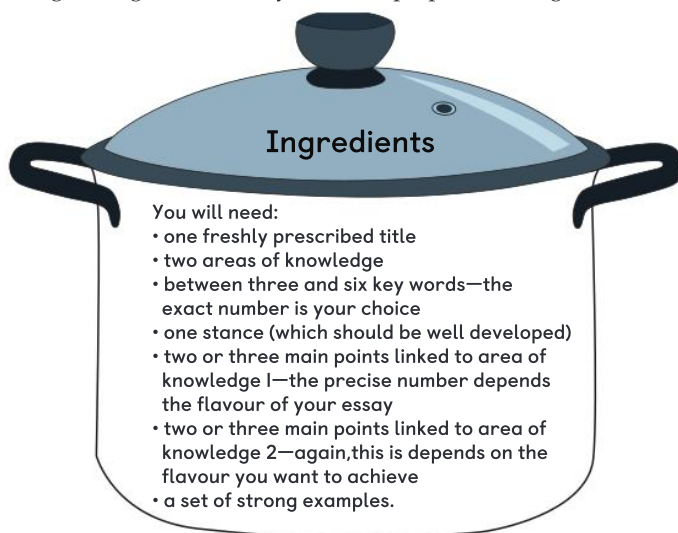 Ingredients
You will need:
• one freshly prescribed title
• two areas of knowledge
• between three and six key words—the
exact number is your choice
• one stance (which should be well developed)
• two or three main points linked to area of
knowledge I—the precise number depends
the flavour of your essay
• two or three main points linked to area of
knowledge 2—again,this is depends on the
flavour you want to achieve
• a set of strong examples.